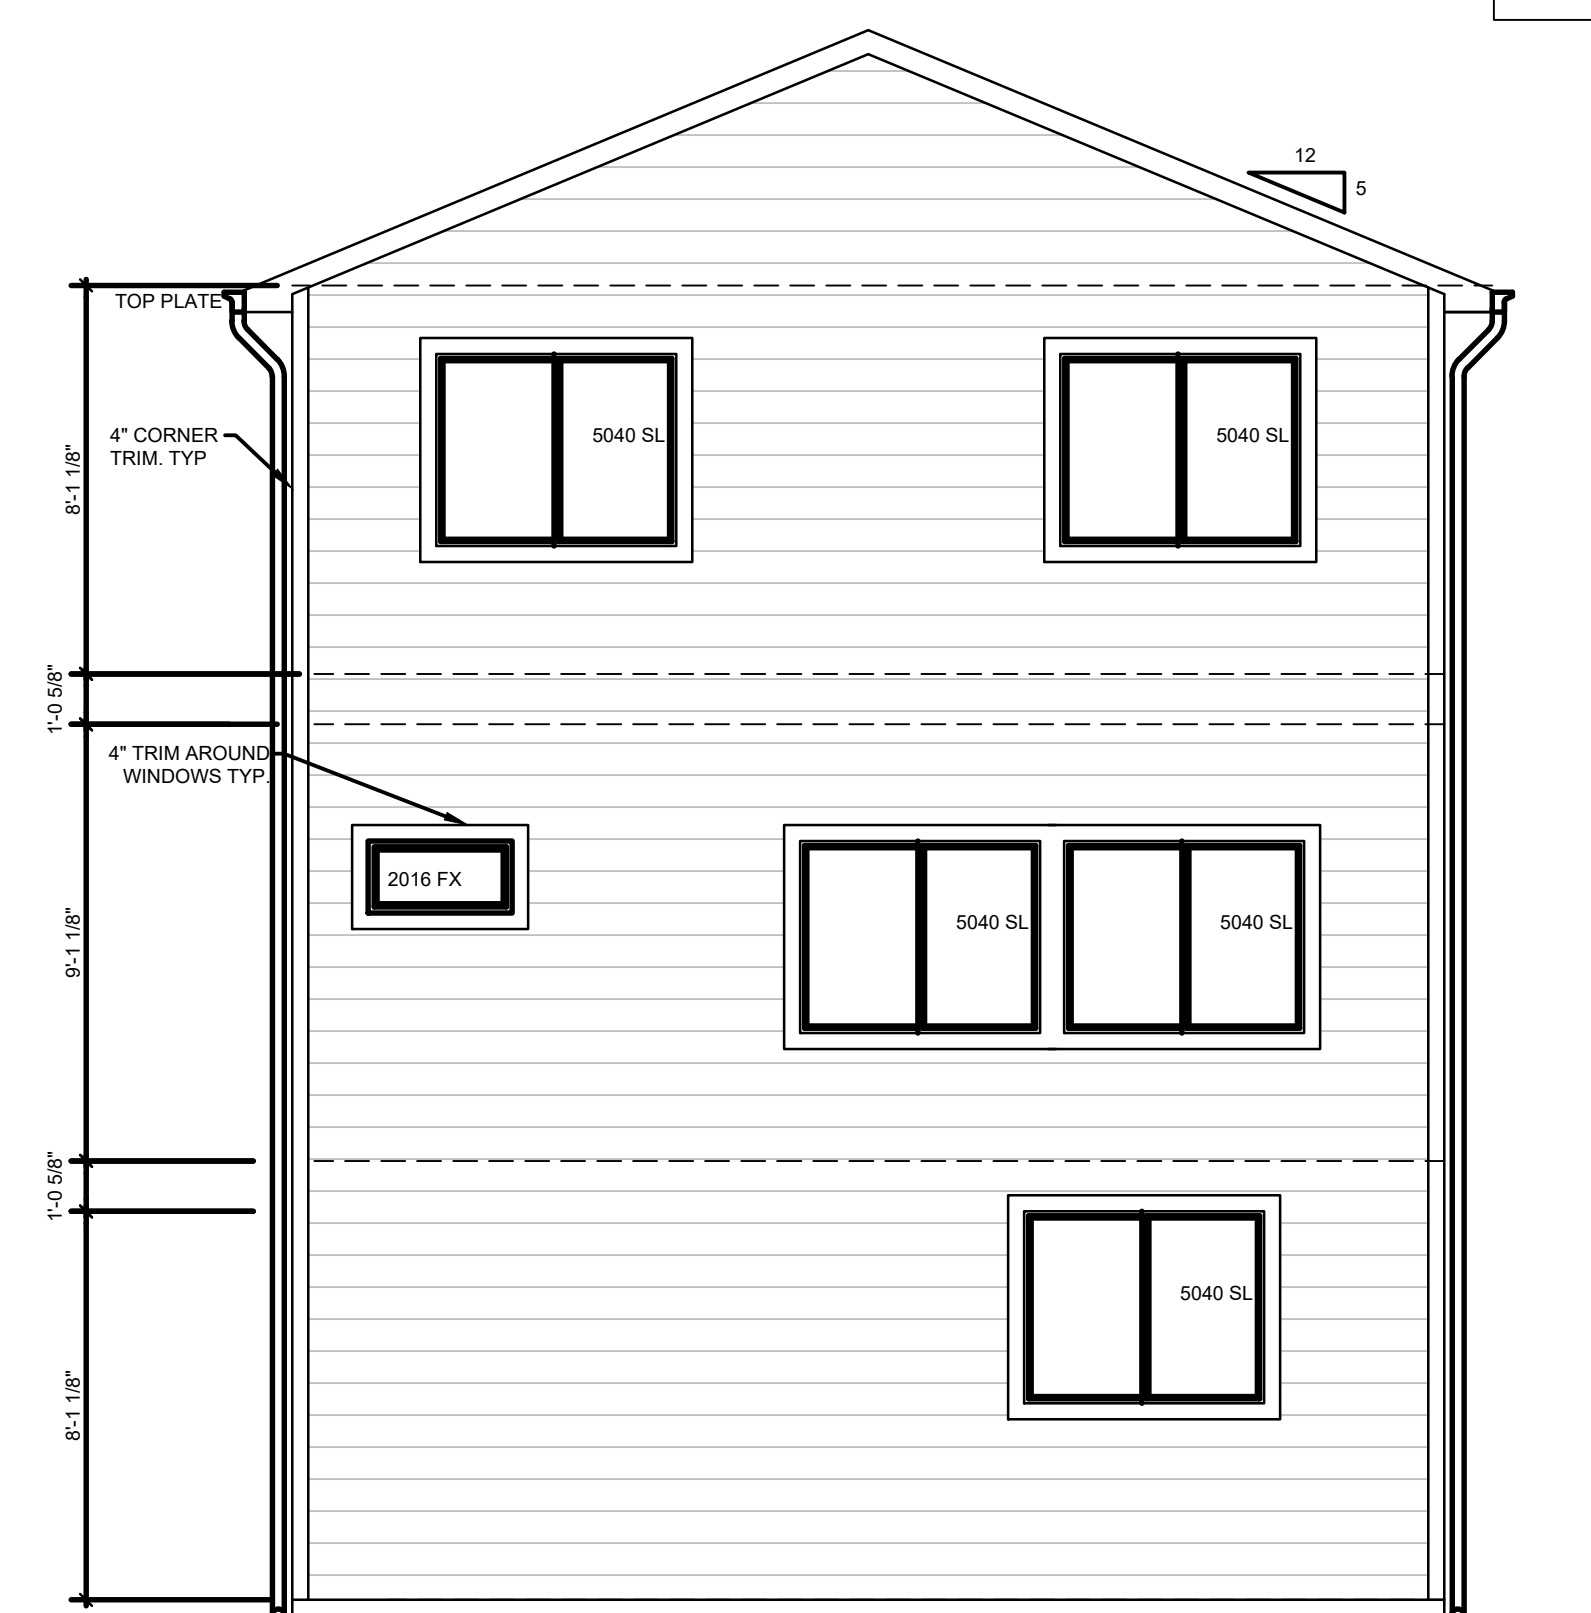 12
5
TOP PLATE
4" CORNER
TRIM. TYP
5040 SL
5040 SL
8'-1 1/8"
1'-0 5/8"
4" TRIM AROUND
WINDOWS TYP.
2016 FX
5040 SL
5040 SL
9'-1 1/8"
1'-0 5/8"
5040 SL
8'-1 1/8"